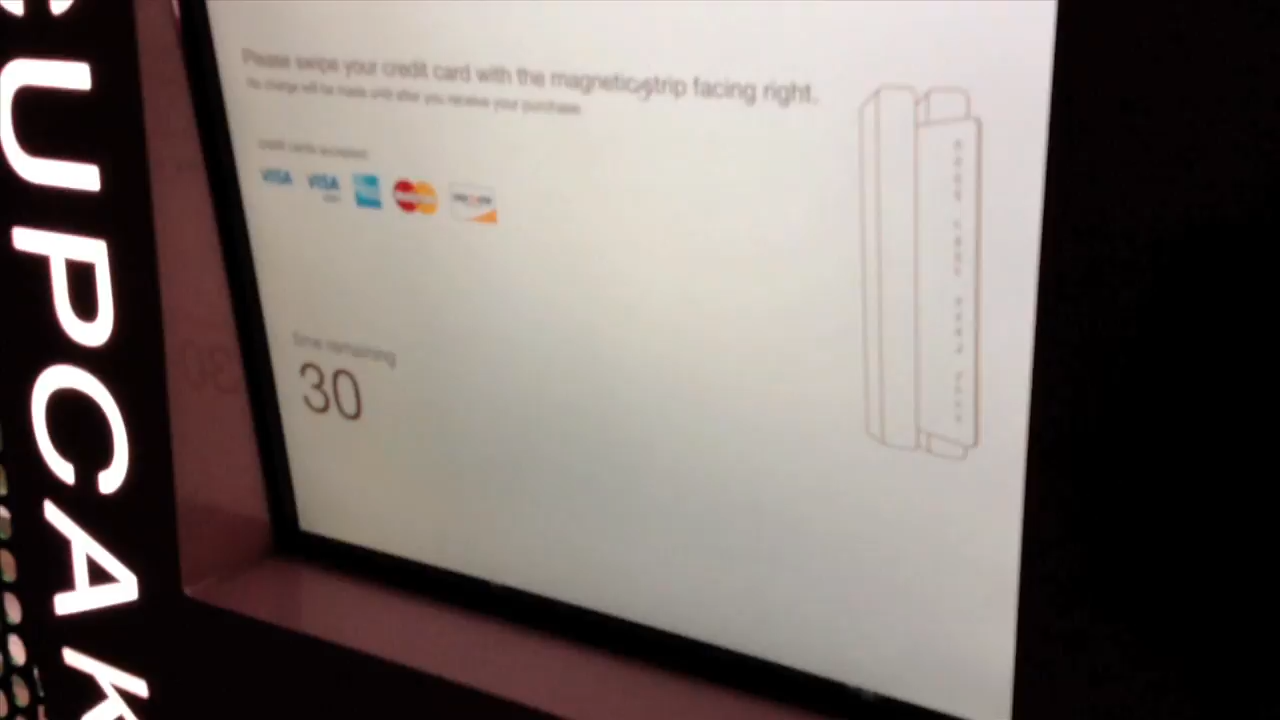 CUPCAK
Please swipe your credit card with the magnetic strip facing right.
No charge will be made until after you receive your purchase.
credit cards accepted
VISA VISA
time remaining
30